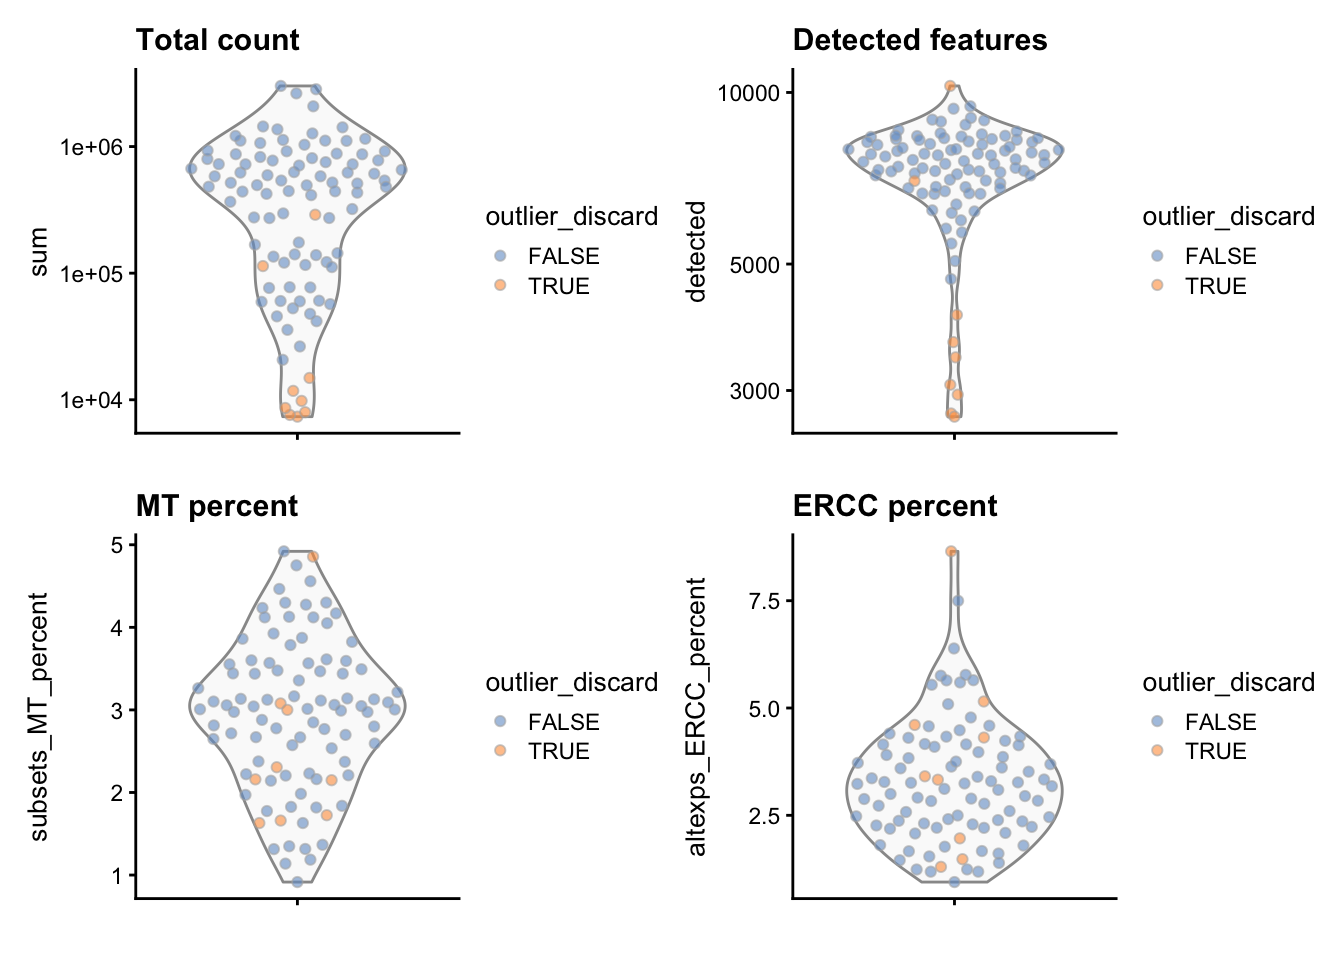 Total count
sum
1e+06
1e+05
1e+04
outlier_discard
FALSE
TRUE
Detected features
detected
10000
5000
3000
outlier_discard
FALSE
TRUE
MT percent
subsets_MT_percent
5
4
3
2
1
outlier_discard
FALSE
TRUE
ERCC percent
altexps_ERCC_percent
7.5
5.0
2.5
outlier_discard
FALSE
TRUE